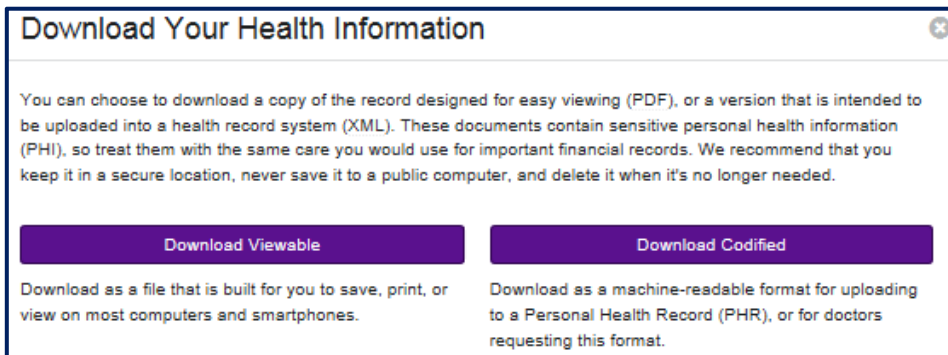 Download Your Health Information
You can choose to download a copy of the record designed for easy viewing (PDF), or a version that is intended to
be uploaded into a health record system (XML). These documents contain sensitive personal health information
(PHI), so treat them with the same care you would use for important financial records. We recommend that you
keep it in a secure location, never save it to a public computer, and delete it when it's no longer needed.
Download Viewable
Download as a file that is built for you to save, print, or
view on most computers and smartphones.
Download Codified
Download as a machine-readable format for uploading
to a Personal Health Record (PHR), or for doctors
requesting this format.